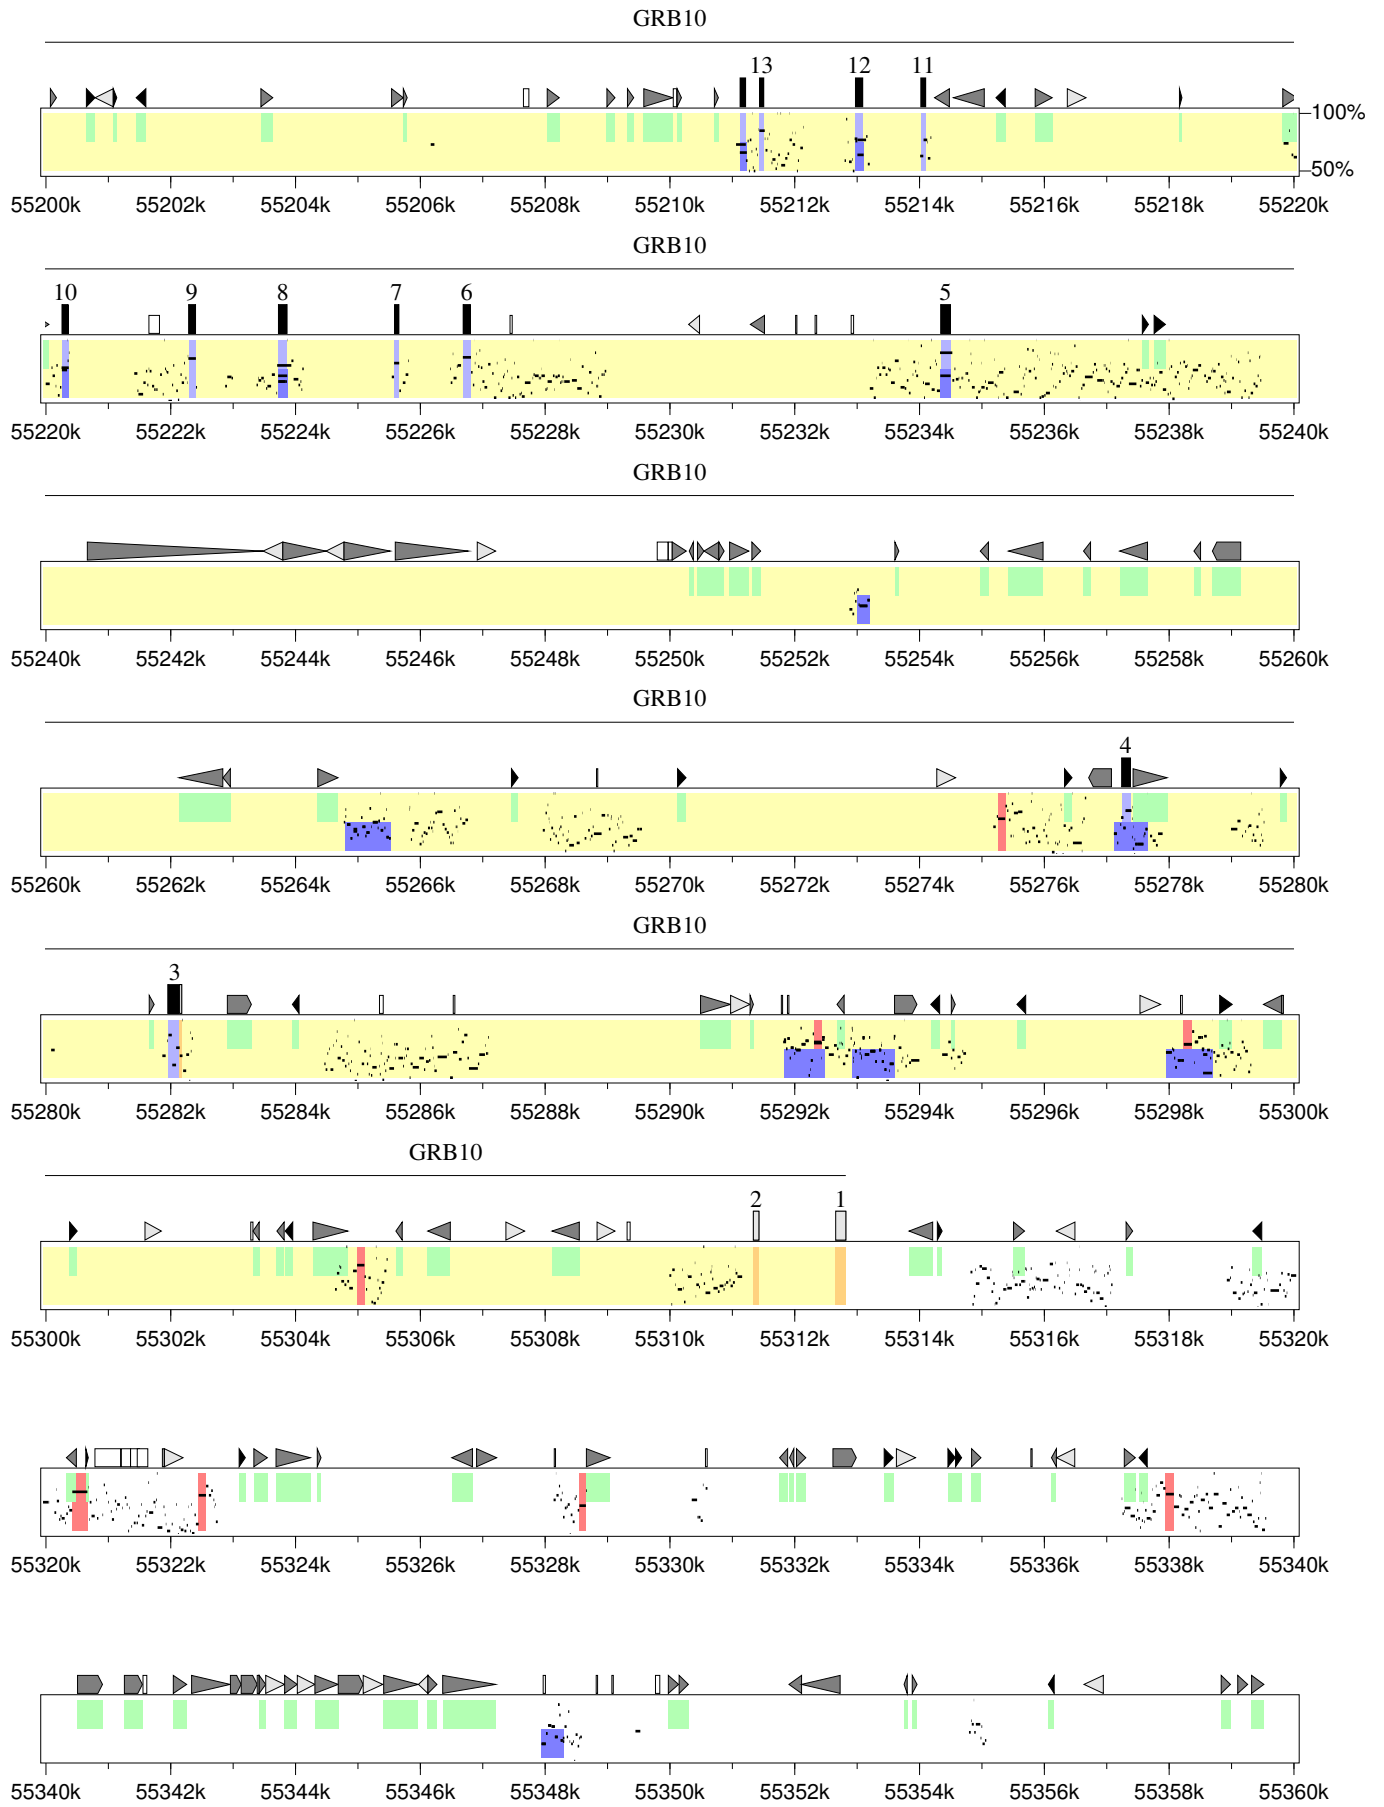 GRB10
13 12 11
100%
50%
55200k 55202k 55204k 55206k 55208k 55210k 55212k 55214k 55216k 55218k 55220k
GRB10
10 9 8 7 6 5
55220k 55222k 55224k 55226k 55228k 55230k 55232k 55234k 55236k 55238k 55240k
GRB10
55240k 55242k 55244k 55246k 55248k 55250k 55252k 55254k 55256k 55258k 55260k
GRB10
4
55260k 55262k 55264k 55266k 55268k 55270k 55272k 55274k 55276k 55278k 55280k
GRB10
3
55280k 55282k 55284k 55286k 55288k 55290k 55292k 55294k 55296k 55298k 55300k
GRB10
2 1
55300k 55302k 55304k 55306k 55308k 55310k 55312k 55314k 55316k 55318k 55320k
55320k 55322k 55324k 55326k 55328k 55330k 55332k 55334k 55336k 55338k 55340k
55340k 55342k 55344k 55346k 55348k 55350k 55352k 55354k 55356k 55358k 55360k